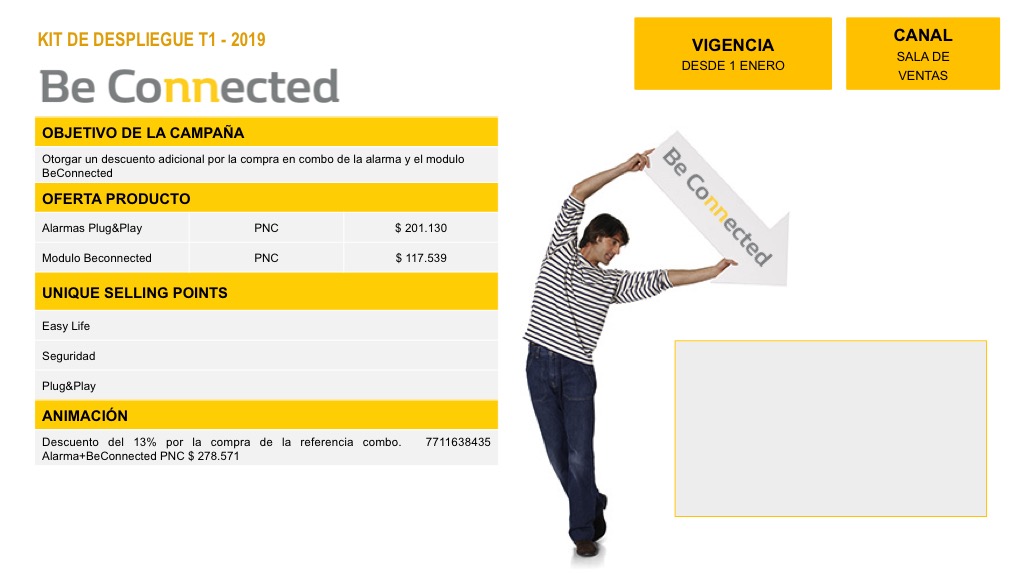 KIT DE DESPLIEGUE T1 - 2019
Be Connected
VIGENCIA
DESDE 1 ENERO
CANAL
SALA DE
VENTAS
OBJETIVO DE LA CAMPAÑA
Otorgar un descuento adicional por la compra en combo de la alarma y el modulo
BeConnected
OFERTA PRODUCTO
Alarmas Plug&Play PNC $ 201.130
Modulo Beconnected PNC $ 117.539
UNIQUE SELLING POINTS
Easy Life
Seguridad
Plug&Play
ANIMACIÓN
Descuento del 13% por la compra de la referencia combo. 7711638435
Alarma+BeConnected PNC $ 278.571
Be Connected